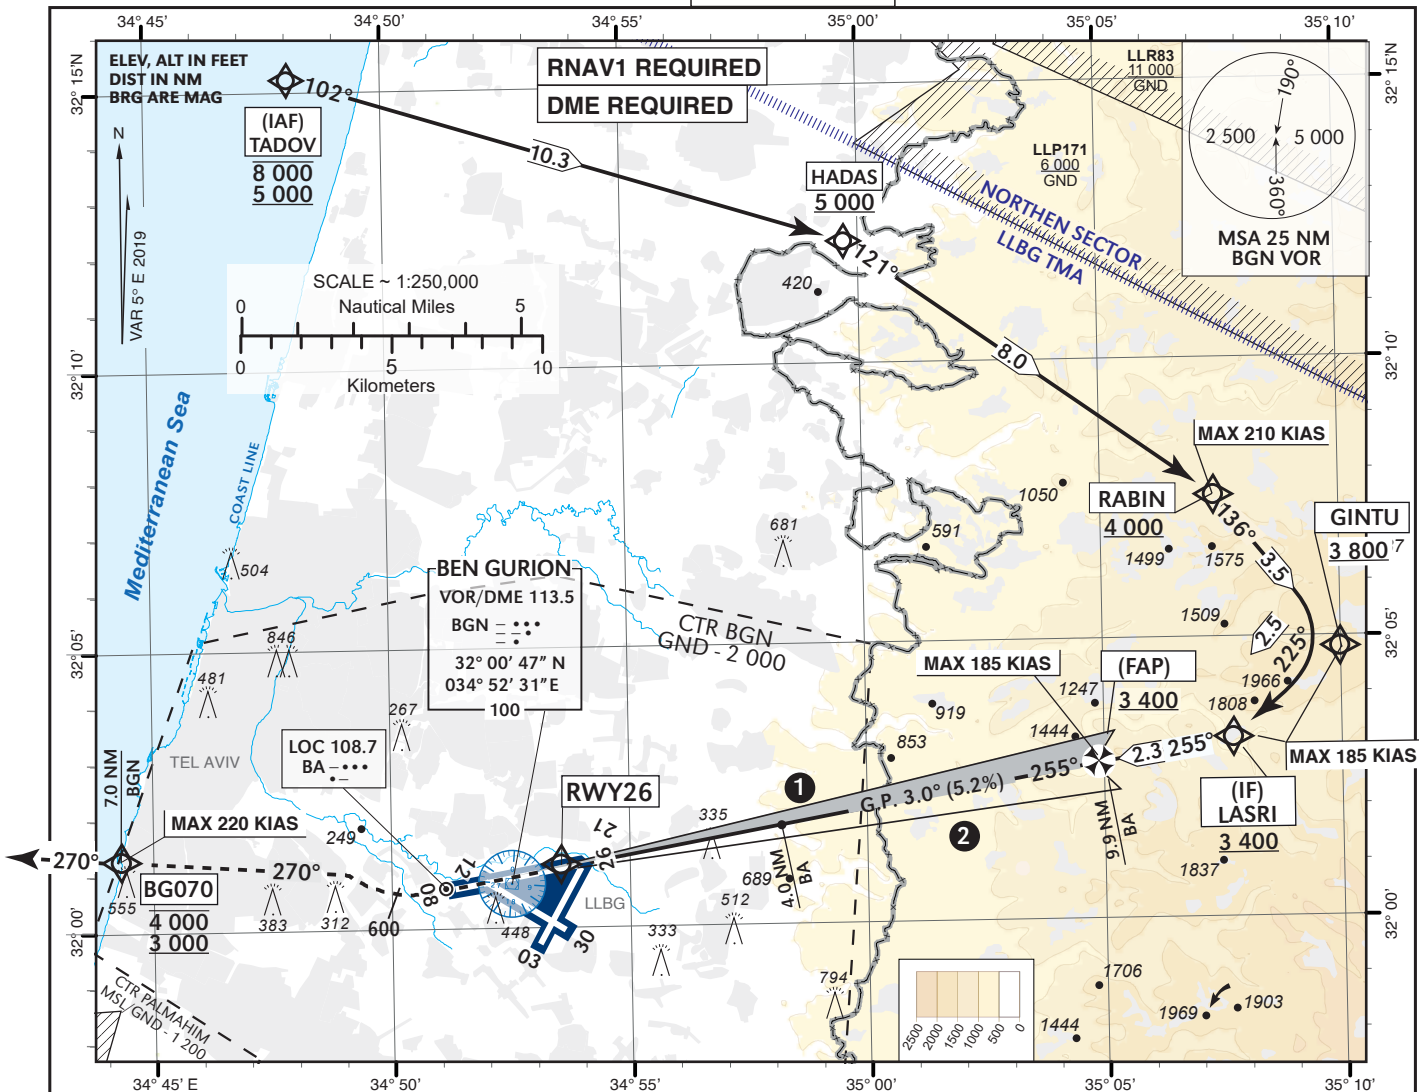 34° 45'
34° 50'
34° 55'
35° 00'
35° 05'
35° 10'
ELEV, ALT IN FEET
DIST IN NM
BRG ARE MAG
32° 15'N
N
VAR 5° E 2019
(IAF)
TADOV
8 000
5 000
102°
10.3
RNAV1 REQUIRED
DME REQUIRED
HADAS
5 000
121°
8.0
LLR83
11 000
GND
LLP171
6 000
GND
NORTHEN SECTOR
LLBG TMA
190°
2 500
5 000
360°
MSA 25 NM
BGN VOR
32° 15'N
SCALE ~ 1:250,000
Nautical Miles
0
5
0
5
10
Kilometers
420
32° 10'
32° 10'
Mediterranean Sea
COAST LINE
MAX 210 KIAS
RABIN
4 000
136°
3.5
GINTU
3 800
7
1050
591
681
1499
1575
1509
2.5
225°
1966
1808
504
BEN GURION
VOR/DME 113.5
BGN
32° 00' 47" N
034° 52' 31"E
100
CTR BGN
GND - 2 000
32° 05'
32° 05'
846
481
267
TEL AVIV
LOC 108.7
BA
MAX 185 KIAS
(FAP)
3 400
1247
919
1444
853
2.3 255°
MAX 185 KIAS
(IF)
LASRI
3 400
255°
G.P. 3.0° (5.2%)
1
2
9.9 NM
BA
RWY26
21
26
335
4.0 NM
BA
689
7.0 NM
BGN
MAX 220 KIAS
249
270°
270°
BG070
4 000
3 000
555
383
312
600
08
12
448
03
30
LLBG
333
512
794
1837
32° 00'
32° 00'
CTR PALMAHIM
MSL/GND - 1 200
2500
2000
1500
1000
500
0
1706
1969
1903
1444
34° 45' E
34° 50'
34° 55'
35° 00'
35° 05'
35° 10'